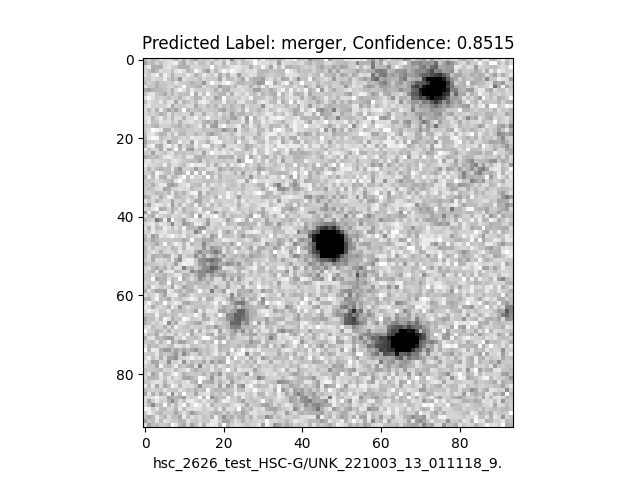 Predicted Label: merger, Confidence: 0.8515
0
20
40
60
80
0 20 40 60 80
hsc_2626_test_HSC-G/UNK_221003_13_011118_9.